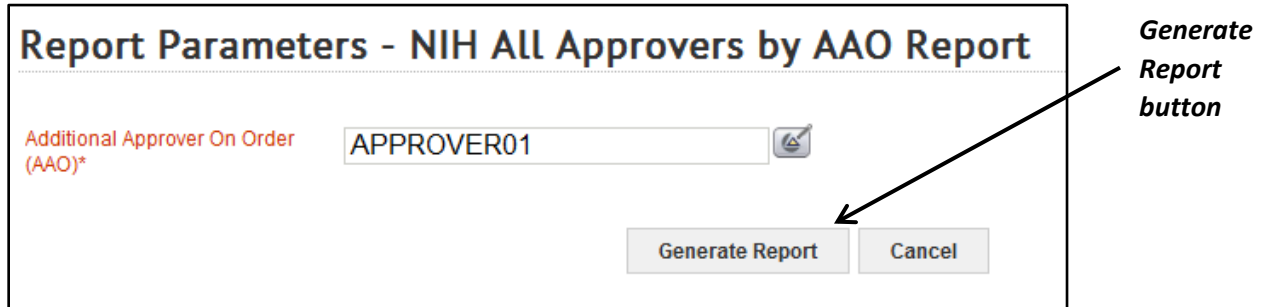 Report Parameters - NIH All Approvers by AAO Report
Generate
Report
button
Additional Approver On Order
(AAO)*
APPROVER01
Generate Report
Cancel